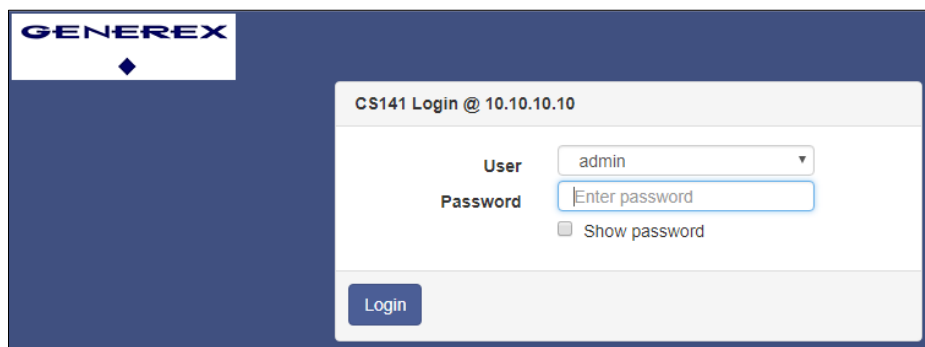 GENEREX
CS141 Login @ 10.10.10.10
User admin
Password Enter password
Show password
Login